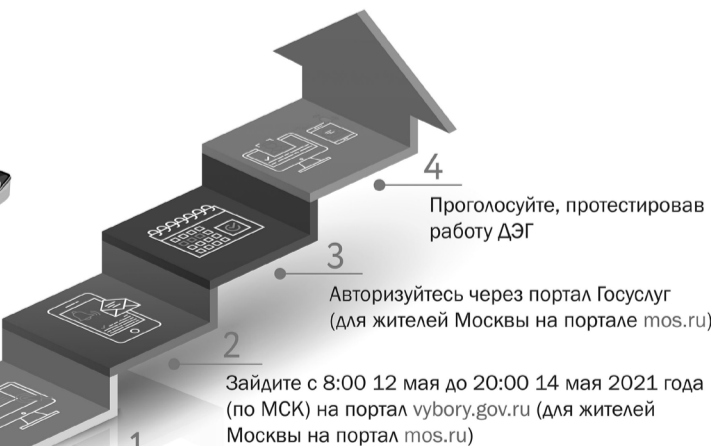 4
Проголосуйте, протестировав
работу ДЭГ
3
Авторизуйтесь через портал Госуслуг
(для жителей Москвы на портале mos.ru)
2
Зайдите с 8:00 12 мая до 20:00 14 мая 2021 года
(по МСК) на портал vybory.gov.ru (для жителей
Москвы на портал mos.ru)
1